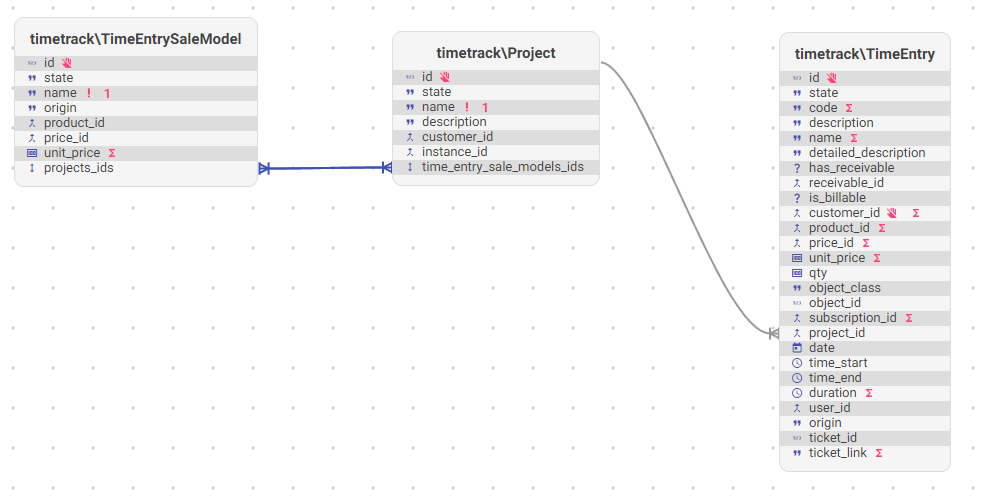 timetrack\TimeEntrySaleModel
id
state
name ! 1
origin
product_id
price_id
unit_price Σ
projects_ids
timetrack\Project
id
state
name ! 1
description
customer_id
instance_id
time_entry_sale_models_ids
timetrack\TimeEntry
id
state
code Σ
description
name Σ
detailed_description
? has_receivable
receivable_id
? is_billable
customer_id Σ
product_id Σ
price_id Σ
unit_price Σ
qty
object_class
object_id
subscription_id Σ
project_id
date
time_start
time_end
duration Σ
user_id
origin
ticket_id
ticket_link Σ